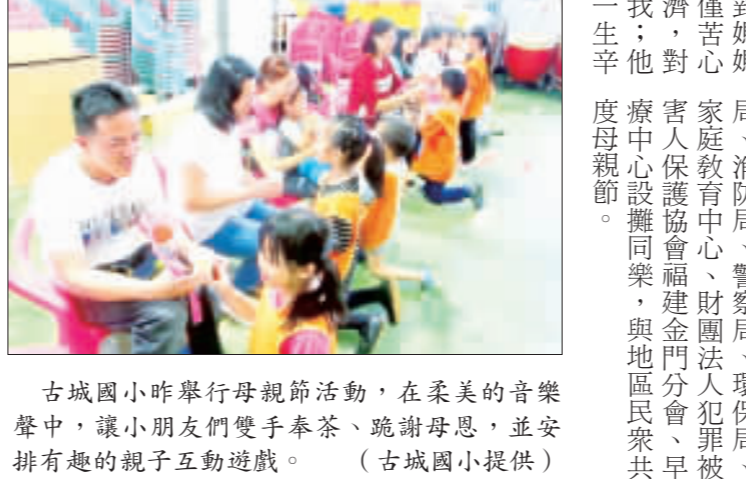 到媽媽
僅苦心
濟，對
我；他
一生辛
局、消防局、警察局、環保局、
家庭教育中心、財團法人犯罪被
害人保護協會福建金門分會、早
療中心設攤同樂，與地區民衆共
度母親節。
古城國小昨舉行母親節活動，在柔美的音樂
聲中，讓小朋友們雙手奉茶、跪謝母恩，並安
排有趣的親子互動遊戲。　（古城國小提供）